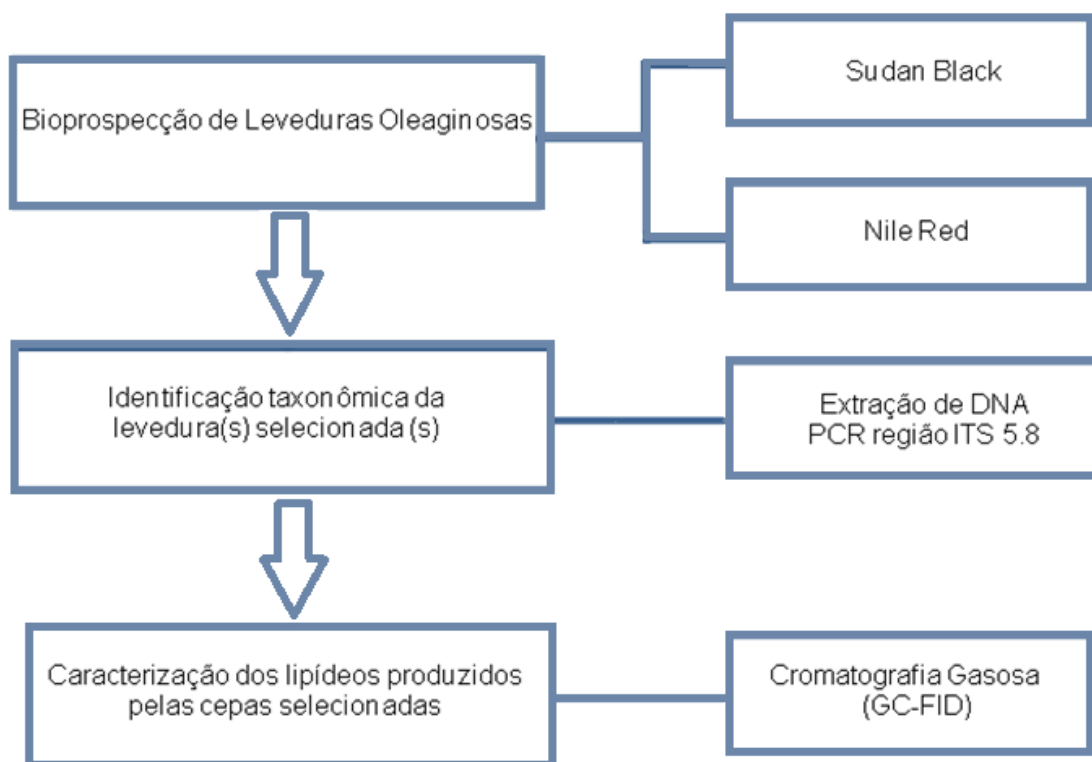 Bioprospecção de Leveduras Oleaginosas
Sudan Black
Nile Red
Identificação taxonômica da
levedura(s) selecionada (s)
Extração de DNA
PCR região ITS 5.8
Caracterização dos lipídeos produzidos
pelas cepas selecionadas
Cromatografia Gasosa
(GC-FID)